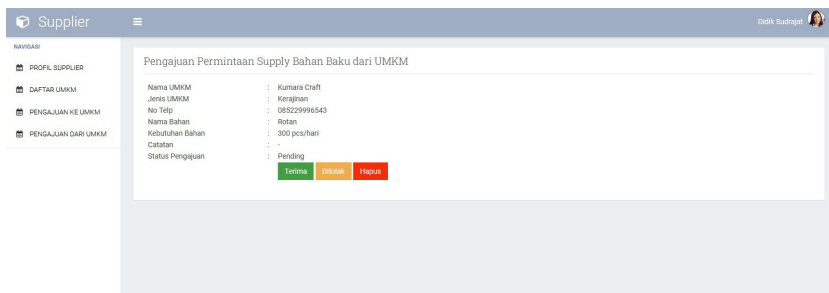 Supplier
Didik Sudrajat
NAVIGASI
PROFIL SUPPLIER
DAFTAR UMKM
PENGAJUAN KE UMKM
PENGAJUAN DARI UMKM
Pengajuan Permintaan Supply Bahan Baku dari UMKM
Nama UMKM : Kumara Craft
Jenis UMKM : Kerajinan
No Telp : 085229996543
Nama Bahan : Rotan
Kebutuhan Bahan : 300 pcs/hari
Catatan : -
Status Pengajuan : Pending
Terima Ditolak Hapus